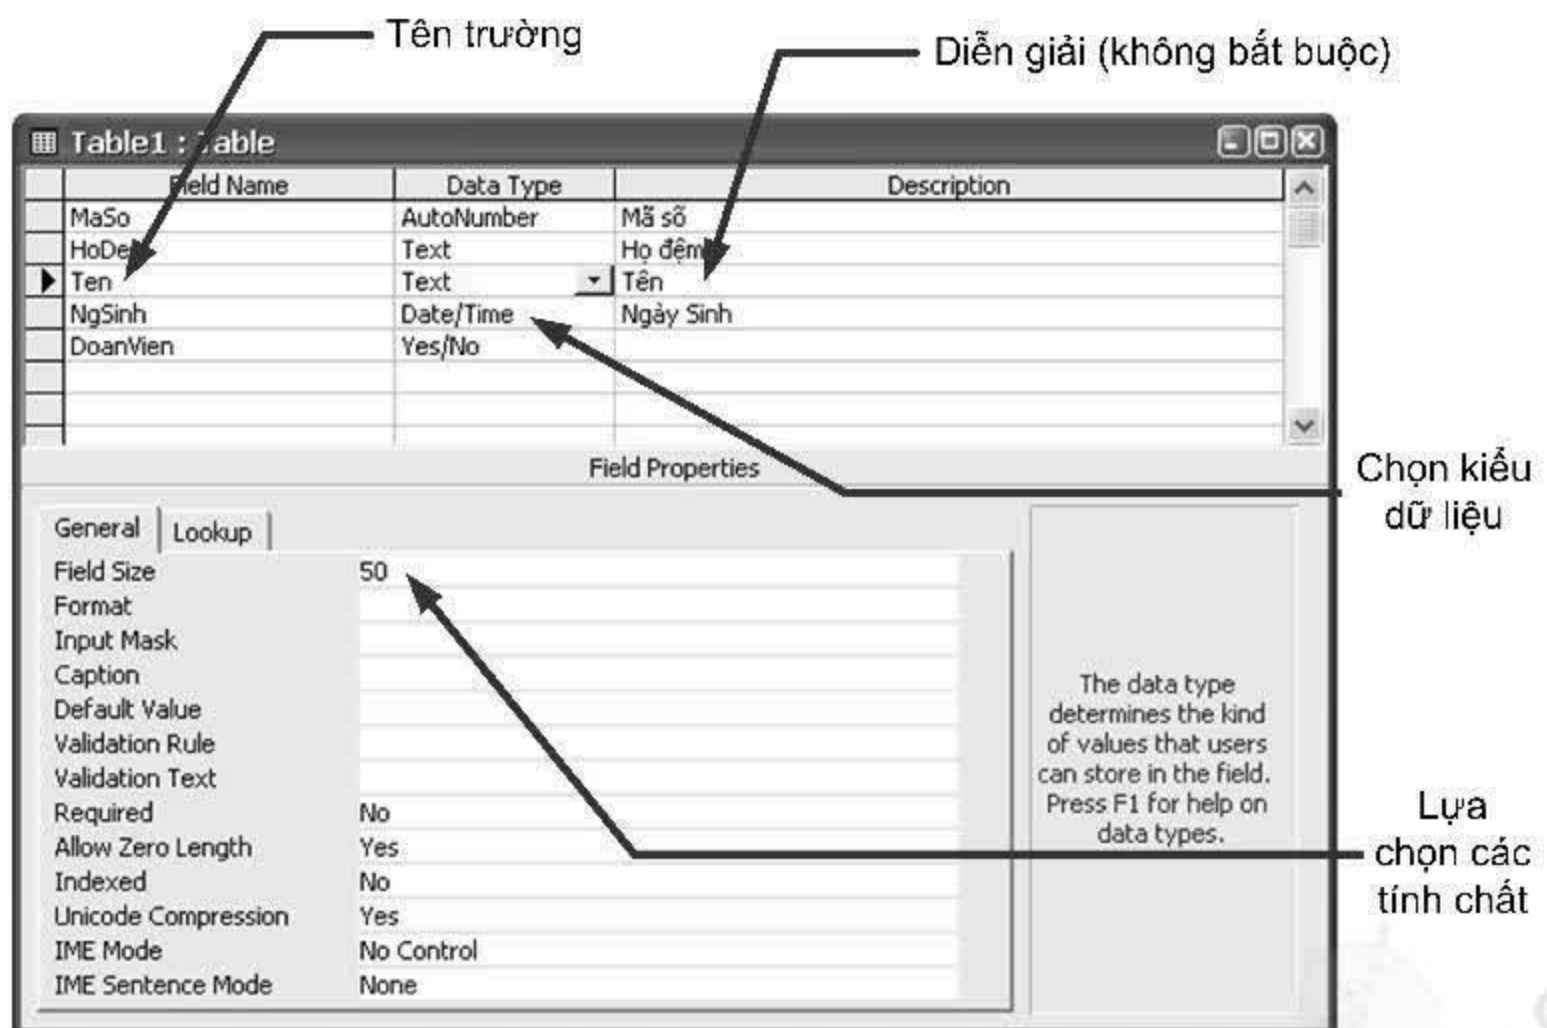 Tên trường
Diễn giải (không bắt buộc)
Table1 : Table
Field Name Data Type Description
MaSo AutoNumber Mã số
HoDe Text Họ đệm
Ten Text Tên
NgSinh Date/Time Ngày Sinh
DoanVien Yes/No
Field Properties
Chọn kiểu
dữ liệu
General Lookup
Field Size 50
Format
Input Mask
Caption
Default Value
Validation Rule
Validation Text
Required No
Allow Zero Length Yes
Indexed No
Unicode Compression Yes
IME Mode No Control
IME Sentence Mode None
The data type
determines the kind
of values that users
can store in the field.
Press F1 for help on
data types.
Lựa
chọn các
tính chất